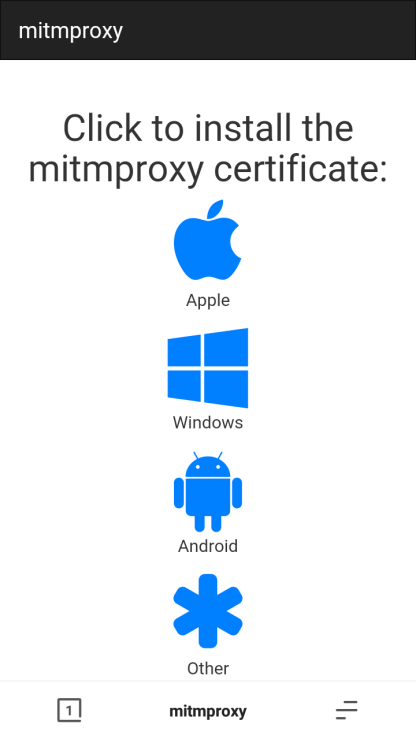 mitmproxy
Click to install the
mitmproxy certificate:
Apple
Windows
Android
Other
1
mitmproxy